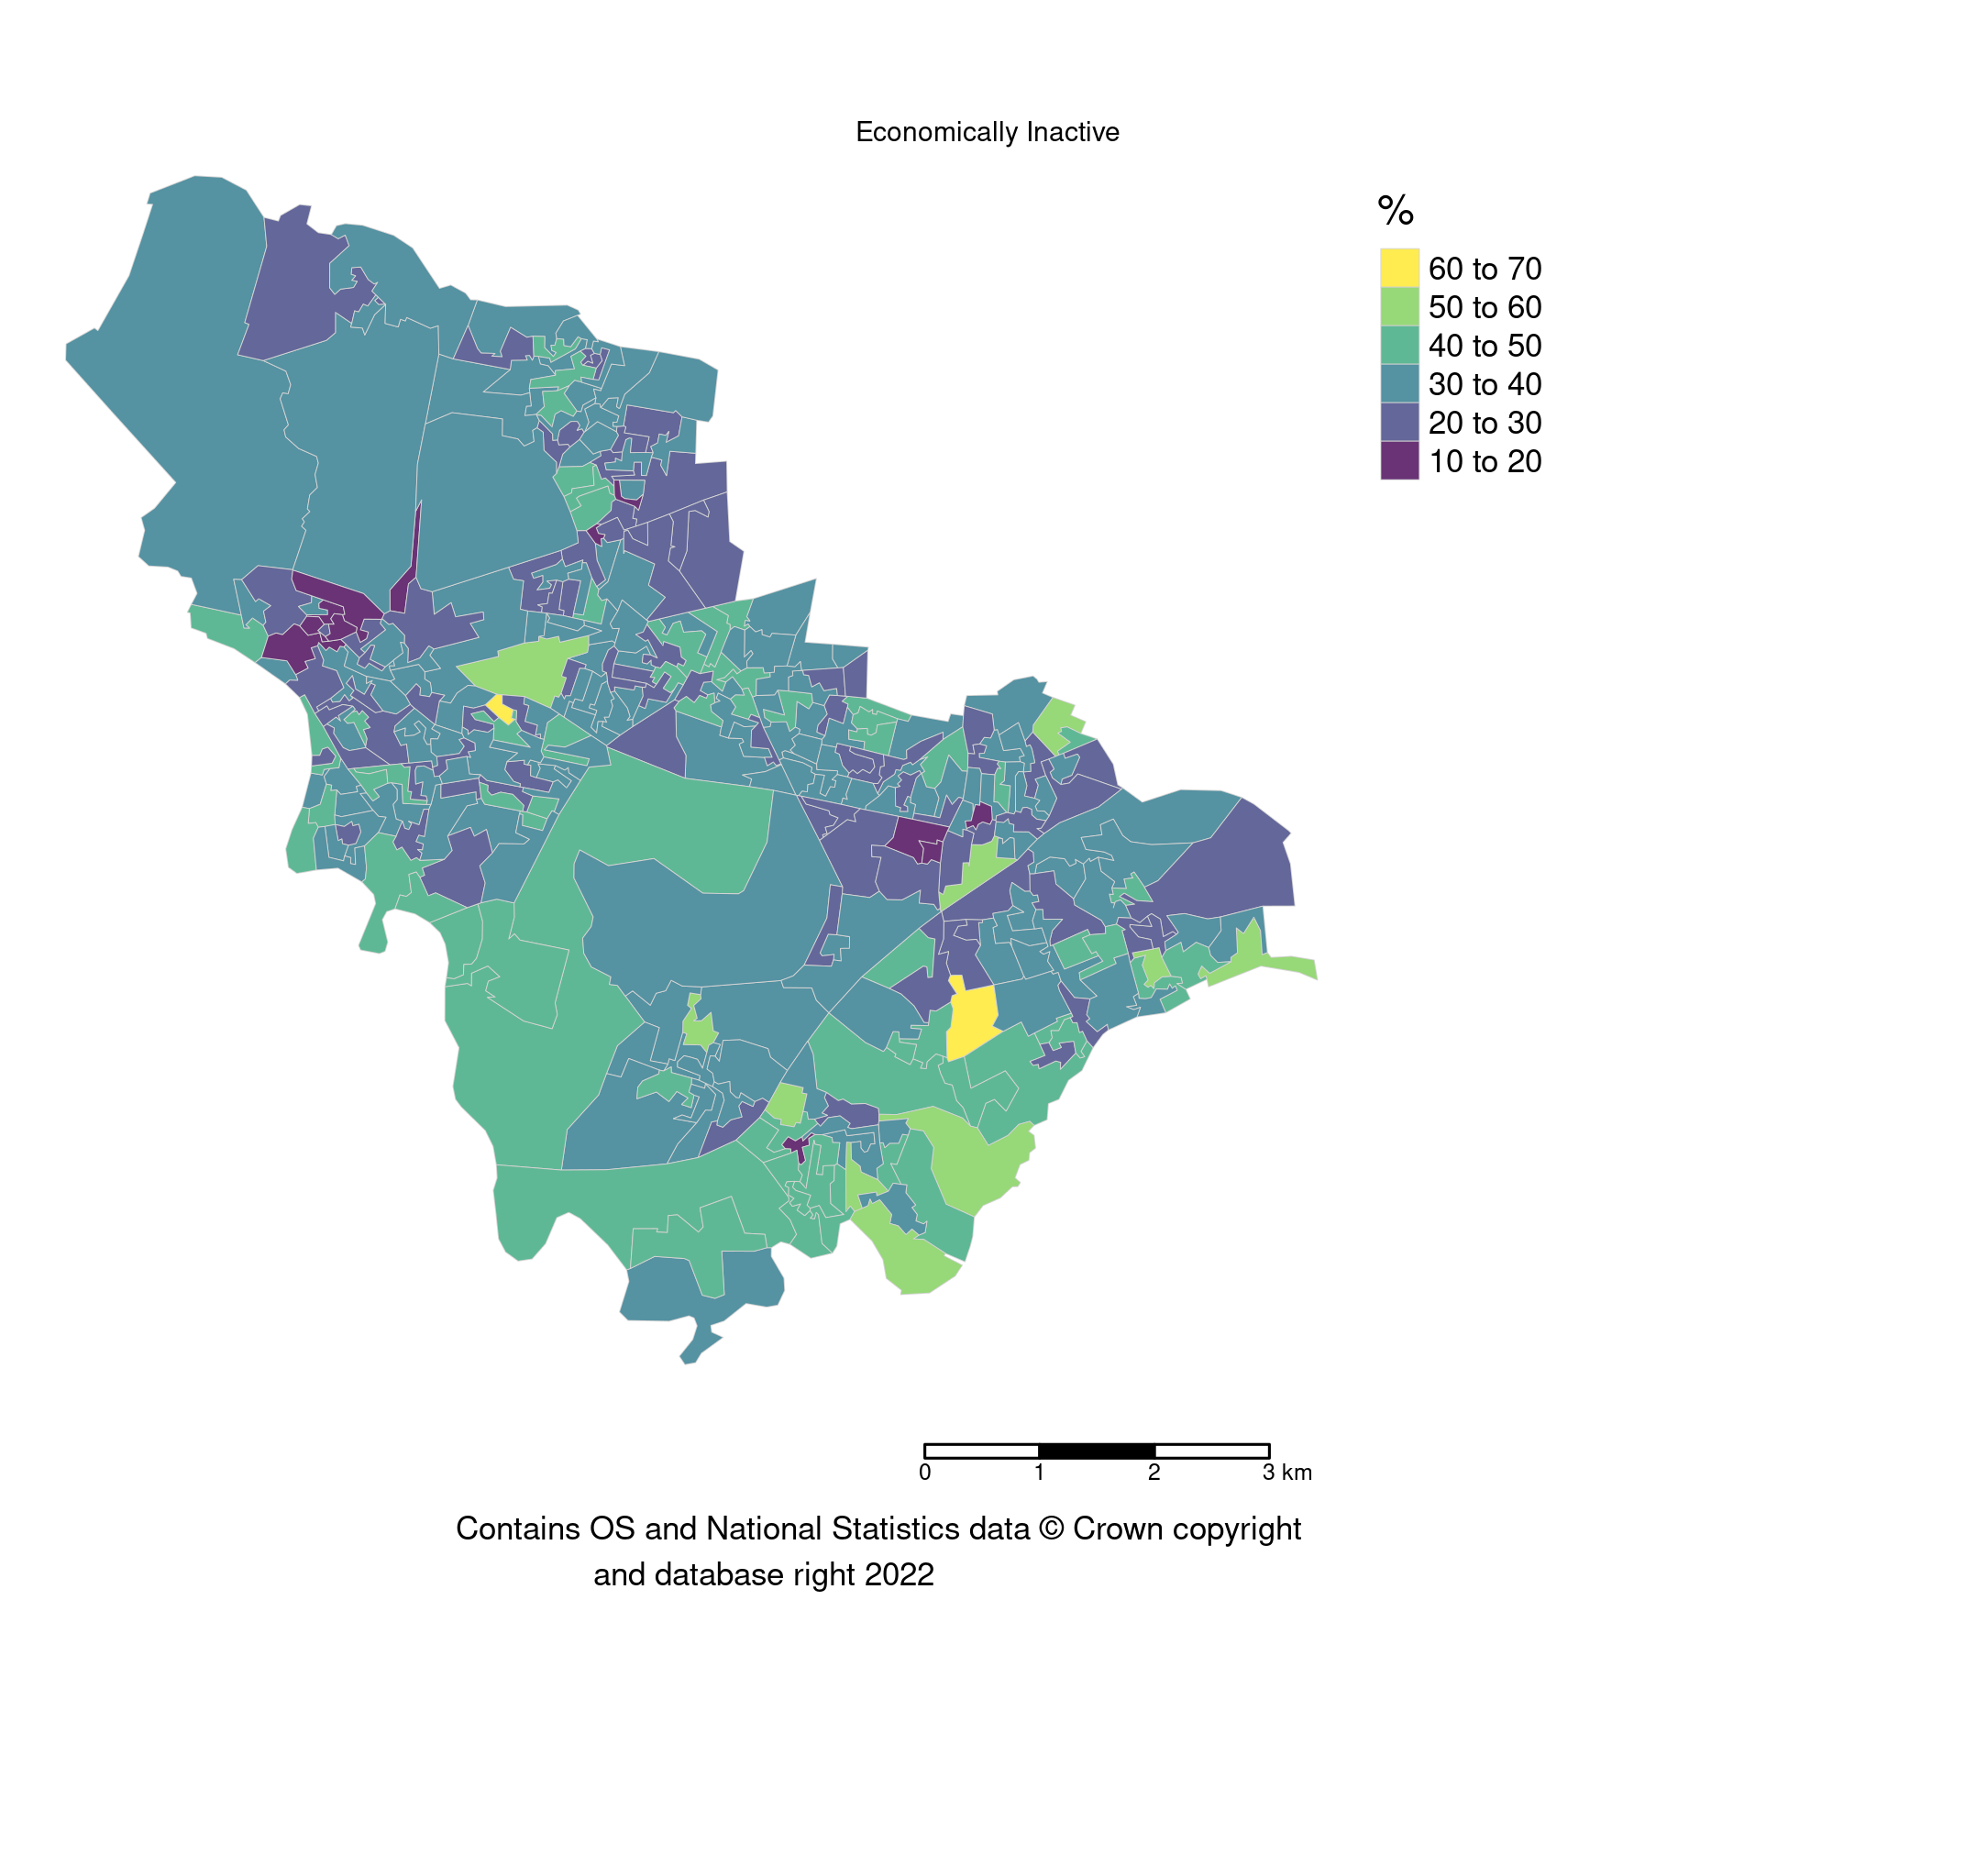 Economically Inactive
%
60 to 70
50 to 60
40 to 50
30 to 40
20 to 30
10 to 20
0 1 2 3 km
Contains OS and National Statistics data © Crown copyright
and database right 2022